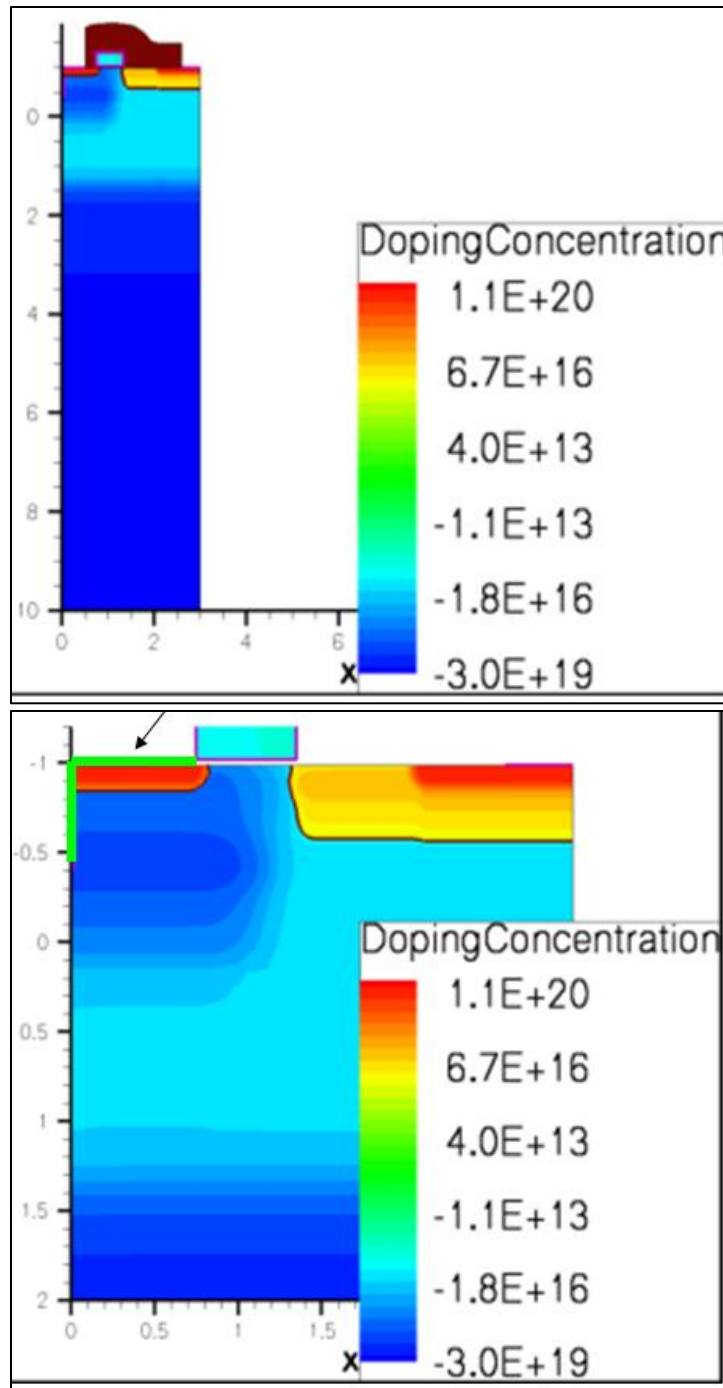 0
2
4
6
8
10
0 2 4 6
X
DopingConcentration
1.1E+20
6.7E+16
4.0E+13
-1.1E+13
-1.8E+16
-3.0E+19
-1
-0.5
0
0.5
1
1.5
2
0 0.5 1 1.5
X
DopingConcentration
1.1E+20
6.7E+16
4.0E+13
-1.1E+13
-1.8E+16
-3.0E+19